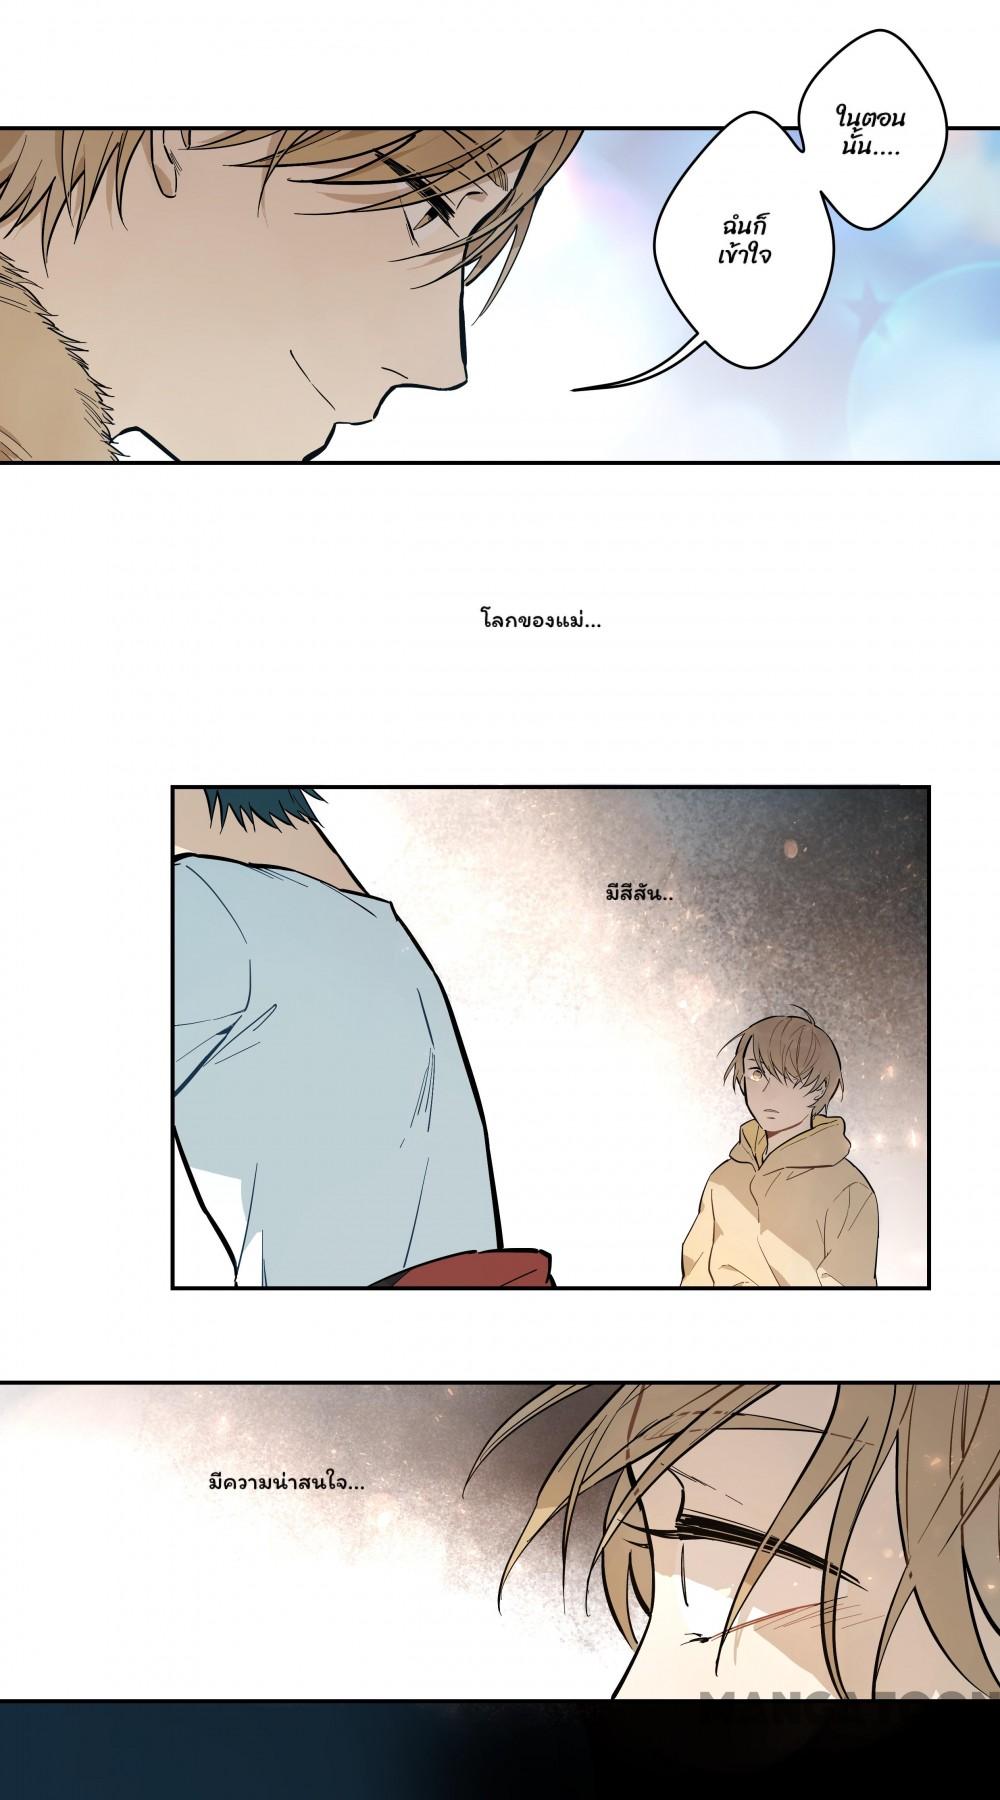 ในตอน
นั้น....
ฉันก็
เข้าใจ
โลกของแม่...
มีสีสัน..
มีความน่าสนใจ...
MANGATOON